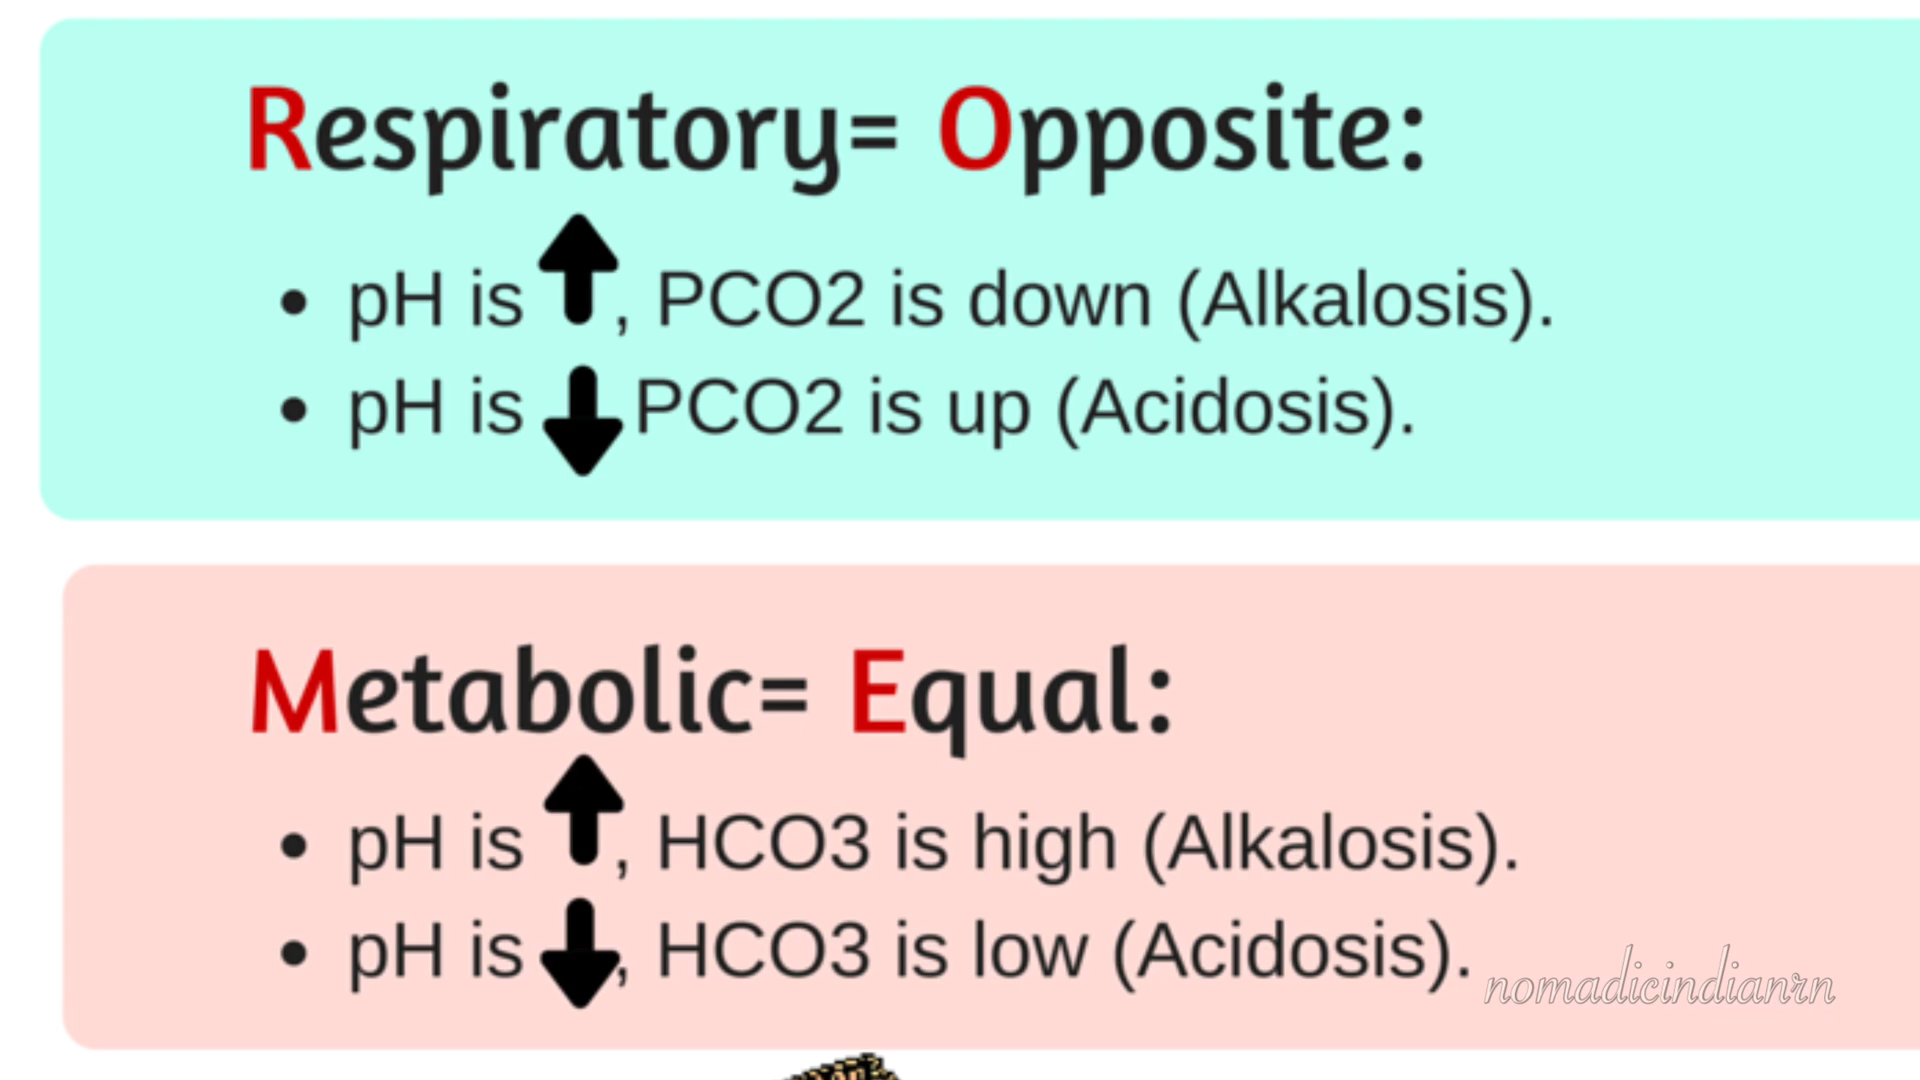 Respiratory= Opposite:
• pH is ⬆, PCO2 is down (Alkalosis).
• pH is ⬇ PCO2 is up (Acidosis).
Metabolic= Equal:
• pH is ⬆, HCO3 is high (Alkalosis).
• pH is ⬇, HCO3 is low (Acidosis).
nomadicindianrn